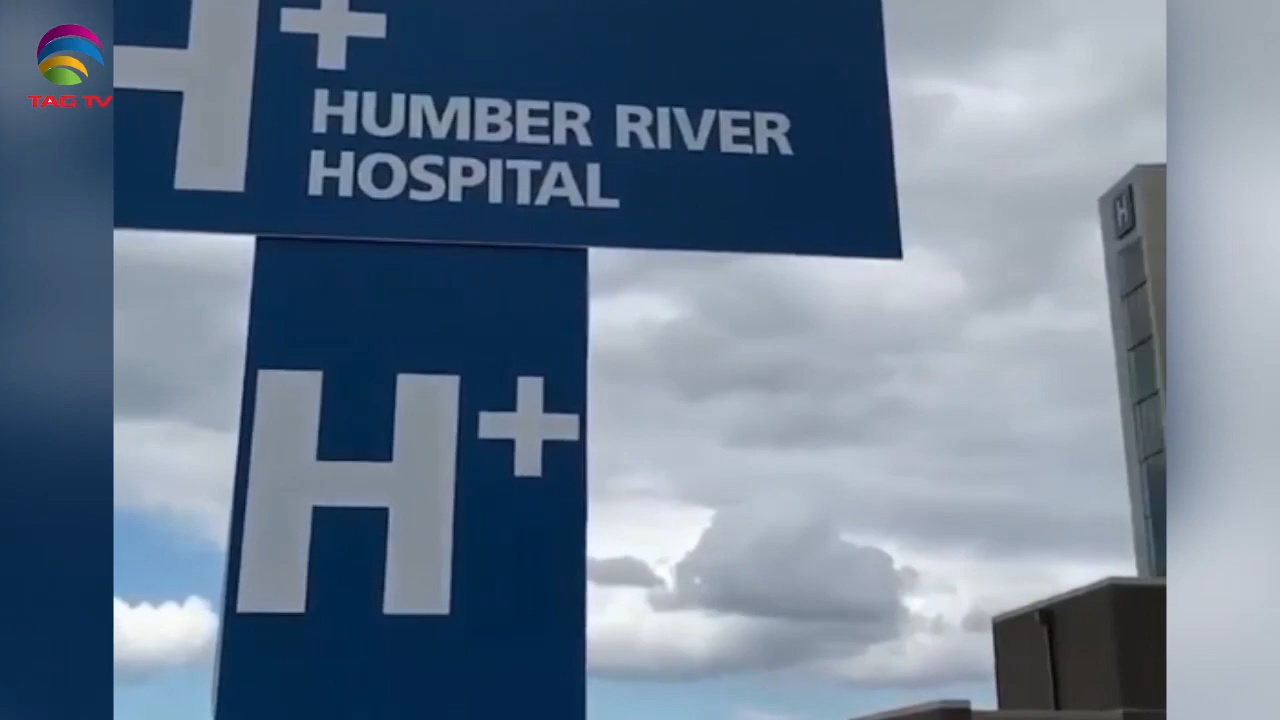 TAG TV
H+
HUMBER RIVER
HOSPITAL
H+
H